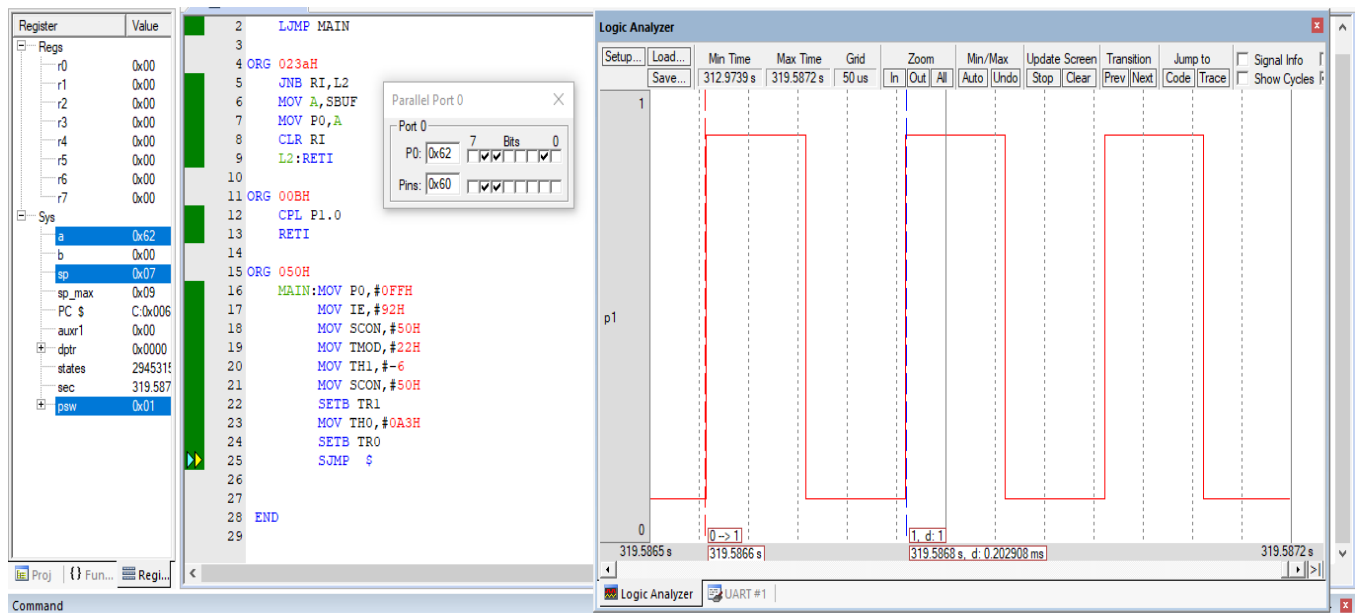 Register Value
Regs
r0 0x00
r1 0x00
r2 0x00
r3 0x00
r4 0x00
r5 0x00
r6 0x00
r7 0x00
Sys
a 0x62
b 0x00
sp 0x07
sp_max 0x09
PC $ C:0x006
auxr1 0x00
dptr 0x0000
states 2945315
sec 319.587
psw 0x01
Proj {} Fun... Regi...
Command
2 LJMP MAIN
3
4 ORG 023aH
5 JNB RI,L2
6 MOV A,SBUF
7 MOV P0,A
8 CLR RI
9 L2:RETI
10
11 ORG 00BH
12 CPL P1.0
13 RETI
14
15 ORG 050H
16 MAIN:MOV P0,#0FFH
17 MOV IE,#92H
18 MOV SCON,#50H
19 MOV TMOD,#22H
20 MOV TH1,#-6
21 MOV SCON,#50H
22 SETB TR1
23 MOV TH0,#0A3H
24 SETB TR0
25 SJMP $
26
27
28 END
29
Parallel Port 0
Port 0
7 Bits 0
P0: 0x62
Pins: 0x60
Logic Analyzer
Setup... Load... Min Time Max Time Grid Zoom Min/Max Update Screen Transition Jump to Signal Info
Save... 312.9739 s 319.5872 s 50 us In Out All Auto Undo Stop Clear Prev Next Code Trace Show Cycles
1
p1
0
0 --> 1 1, d: 1
319.5865 s 319.5866 s 319.5868 s, d: 0.202908 ms 319.5872 s
Logic Analyzer UART #1